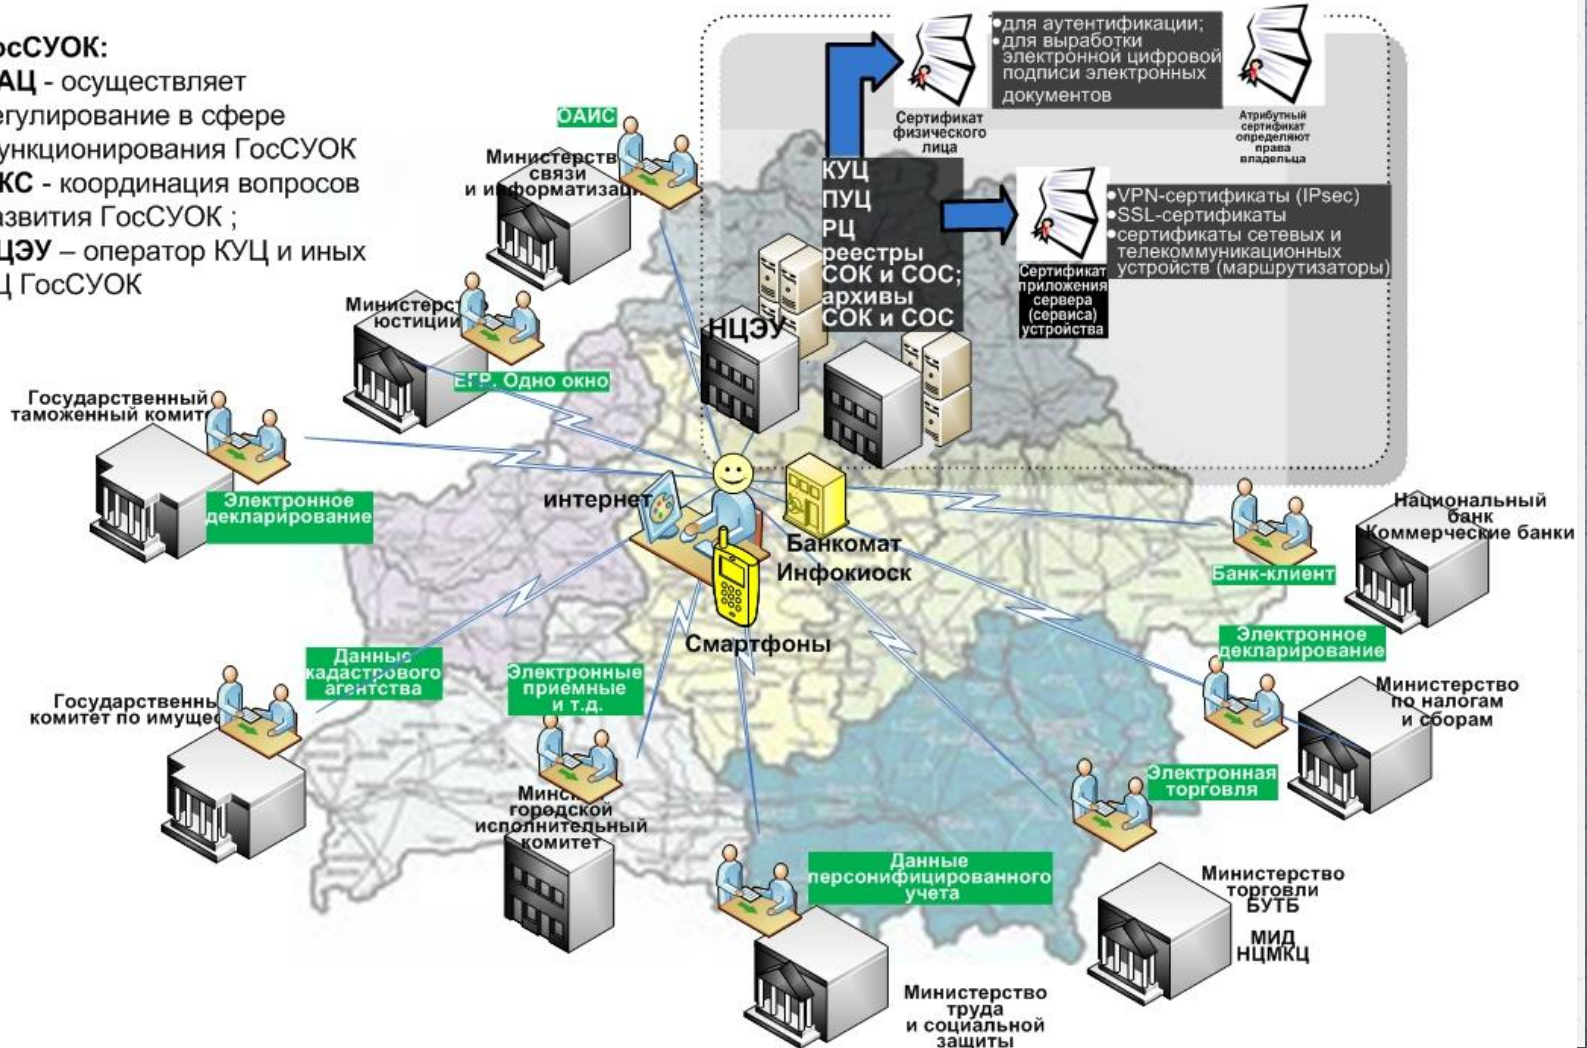 осСУОК:
АЦ - осуществляет
егулирование в сфере
ункционирования ГосСУОК
КС - координация вопросов
азвития ГосСУОК ;
ЦЭУ – оператор КУЦ и иных
Ц ГосСУОК
ОАИС
Министерств
связи
и информатизац
Министерст
юстиции
ЕГР. Одно окно
Государственный
таможенный комите
Электронное
декларирование
Данные
кадастрового
агентства
Государственны
комитет по имущес
Электронные
приемные
и т.д.
Минск
городской
исполнительный
комитет
Данные
персонифицированного
учета
Министерство
труда
и социальной
защиты
Электронная
торговля
Министерство
торговли
БУТБ
МИД
НЦМКЦ
Электронное
декларирование
Министерство
по налогам
и сборам
Банк-клиент
Национальный
банк
Коммерческие банки
интернет
Банкомат
Инфокиоск
Смартфоны
НЦЭУ
КУЦ
ПУЦ
РЦ
реестры
СОК и СОС;
архивы
СОК и СОС
Сертификат
физического
лица
•для аутентификации;
•для выработки
электронной цифровой
подписи электронных
документов
Атрибутный
сертификат
определяют
права
владельца
Сертификат
приложения
сервера
(сервиса)
устройства
•VPN-сертификаты (IPsec)
•SSL-сертификаты
•сертификаты сетевых и
телекоммуникационных
устройств (маршрутизаторы)